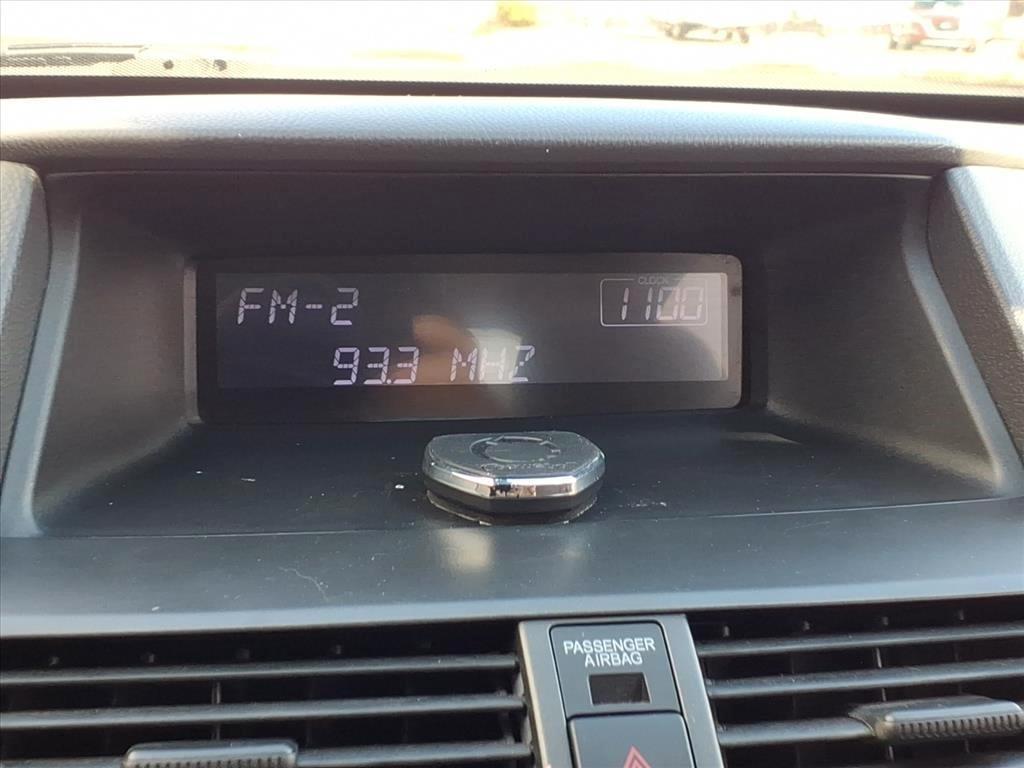 FM-2
CLOCK
1100
93.3 MHZ
PASSENGER
AIRBAG